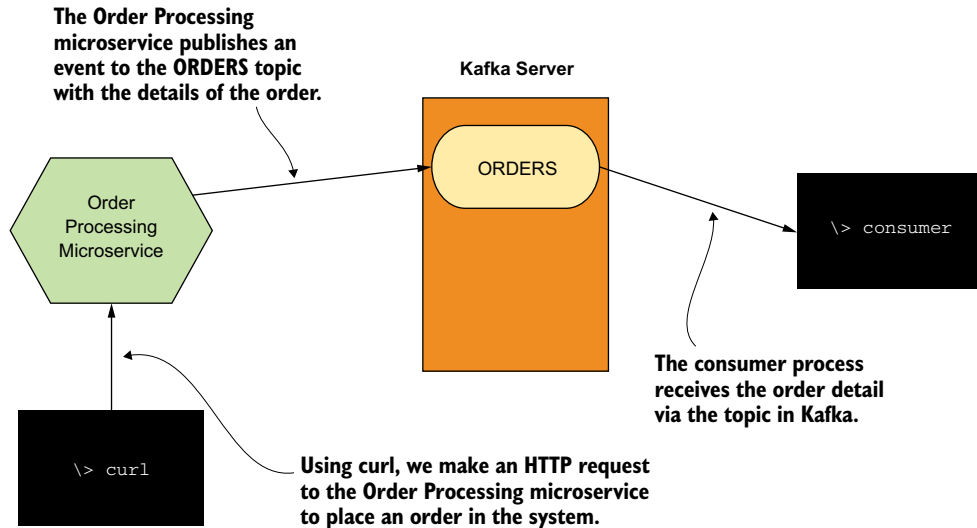 The Order Processing
microservice publishes an
event to the ORDERS topic
with the details of the order.
Kafka Server
ORDERS
Order
Processing
Microservice
\> consumer
The consumer process
receives the order detail
via the topic in Kafka.
\> curl
Using curl, we make an HTTP request
to the Order Processing microservice
to place an order in the system.